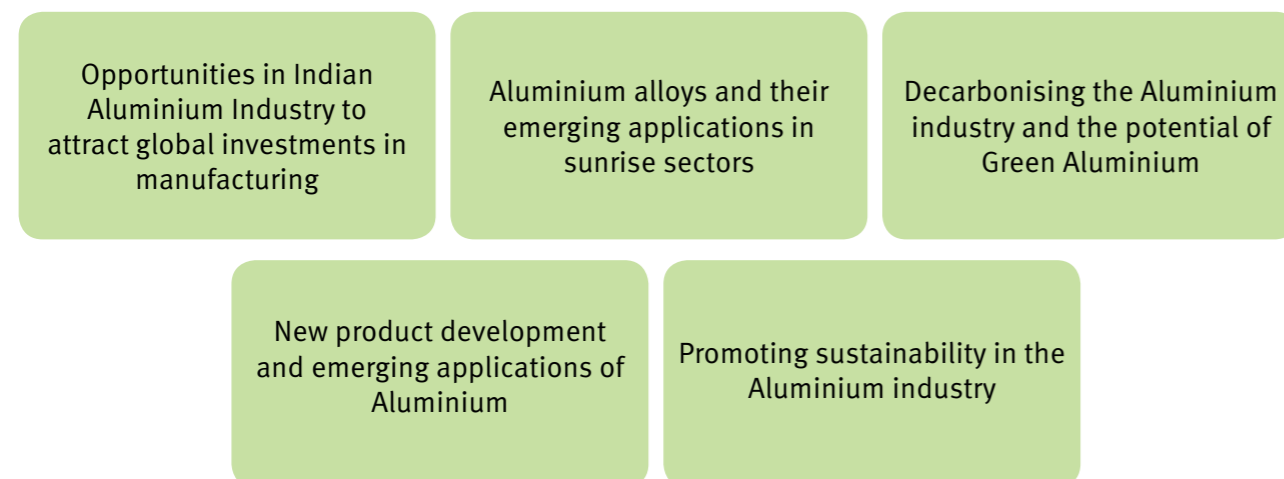 Opportunities in Indian
Aluminium Industry to
attract global investments in
manufacturing
Aluminium alloys and their
emerging applications in
sunrise sectors
Decarbonising the Aluminium
industry and the potential of
Green Aluminium
New product development
and emerging applications of
Aluminium
Promoting sustainability in the
Aluminium industry